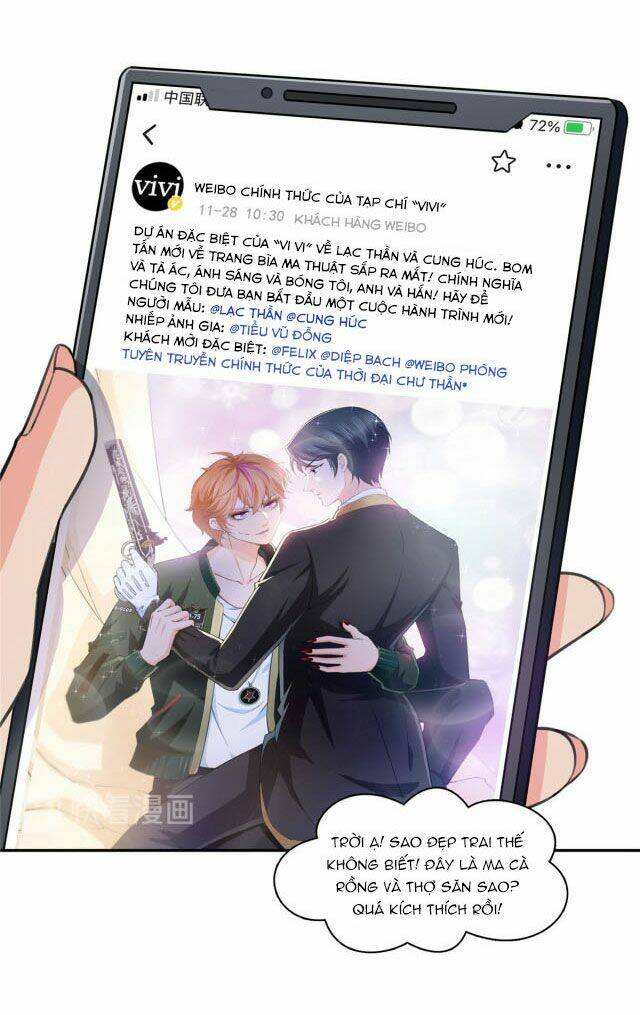 中国联
72%
vivi
WEIBO CHÍNH THỨC CỦA TẠP CHÍ "VIVI"
11-28 10:30 KHÁCH HÀNG WEIBO
DỰ ÁN ĐẶC BIỆT CỦA "VI VI" VỀ LẠC THẦN VÀ CUNG HÚC. BOM
TẤN MỚI VỀ TRANG BÌA MA THUẬT SẮP RA MẮT! CHÍNH NGHĨA
VÀ TÀ ÁC, ÁNH SÁNG VÀ BÓNG TỐI, ANH VÀ HẮN! HÃY ĐỂ
CHÚNG TÔI ĐƯA BẠN BẮT ĐẦU MỘT CUỘC HÀNH TRÌNH MỚI!
NGƯỜI MẪU: @LẠC THẦN @CUNG HÚC
NHIẾP ẢNH GIA: @TIỂU VŨ ĐỒNG
KHÁCH MỜI ĐẶC BIỆT: @FELIX @DIỆP BẠCH @WEIBO PHÒNG
TUYÊN TRUYỀN CHÍNH THỨC CỦA THỜI ĐẠI CHƯ THẦN*
看漫画
TRỜI Ạ! SAO ĐẸP TRAI THẾ
KHÔNG BIẾT! ĐÂY LÀ MA CÀ
RỒNG VÀ THỢ SĂN SAO?
QUÁ KÍCH THÍCH RỒI!